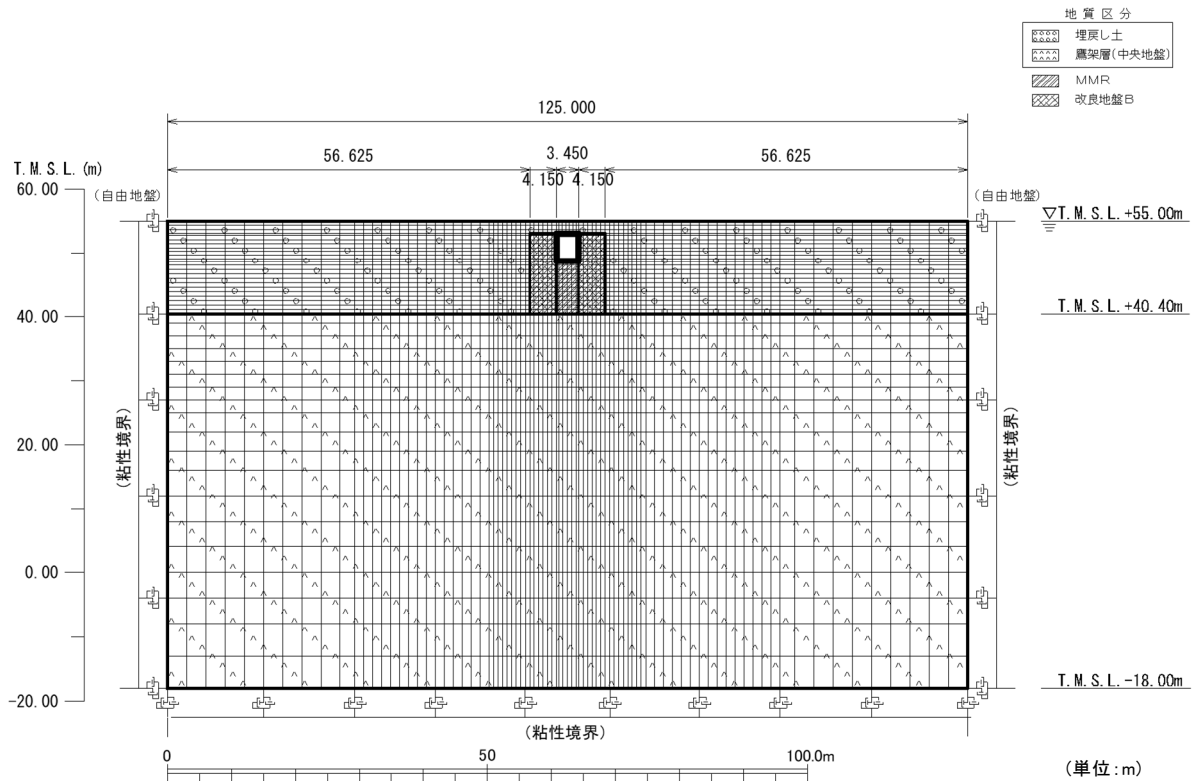 地 質 区 分
埋戻し土
鷹架層(中央地盤)
MMR
改良地盤B
125.000
56.625
3.450
56.625
4.150
4.150
T.M.S.L.(m)
60.00
40.00
20.00
0.00
-20.00
(自由地盤)
(自由地盤)
▽T.M.S.L.+55.00m
T.M.S.L.+40.40m
T.M.S.L.-18.00m
(粘性境界)
(粘性境界)
(粘性境界)
0
50
100.0m
(単位:m)